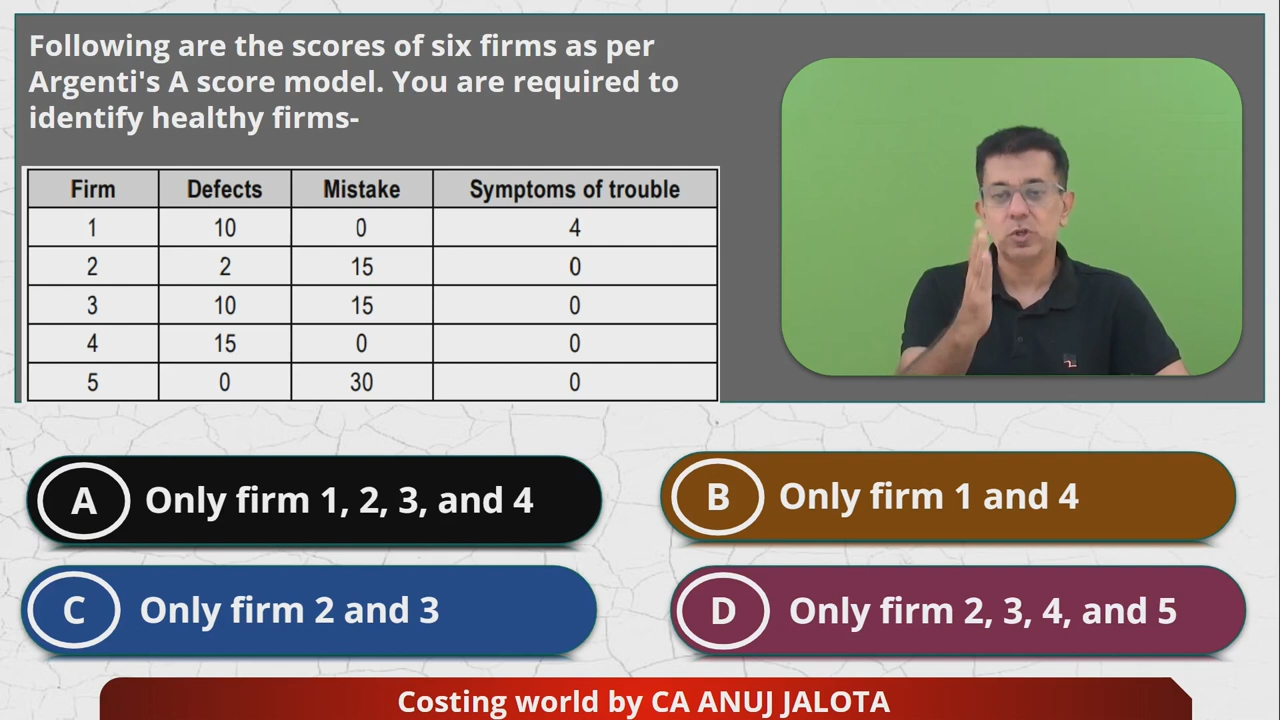 Following are the scores of six firms as per
Argenti's A score model. You are required to
identify healthy firms-
Firm Defects Mistake Symptoms of trouble
1 10 0 4
2 2 15 0
3 10 15 0
4 15 0 0
5 0 30 0
A Only firm 1, 2, 3, and 4
B Only firm 1 and 4
C Only firm 2 and 3
D Only firm 2, 3, 4, and 5
Costing world by CA ANUJ JALOTA